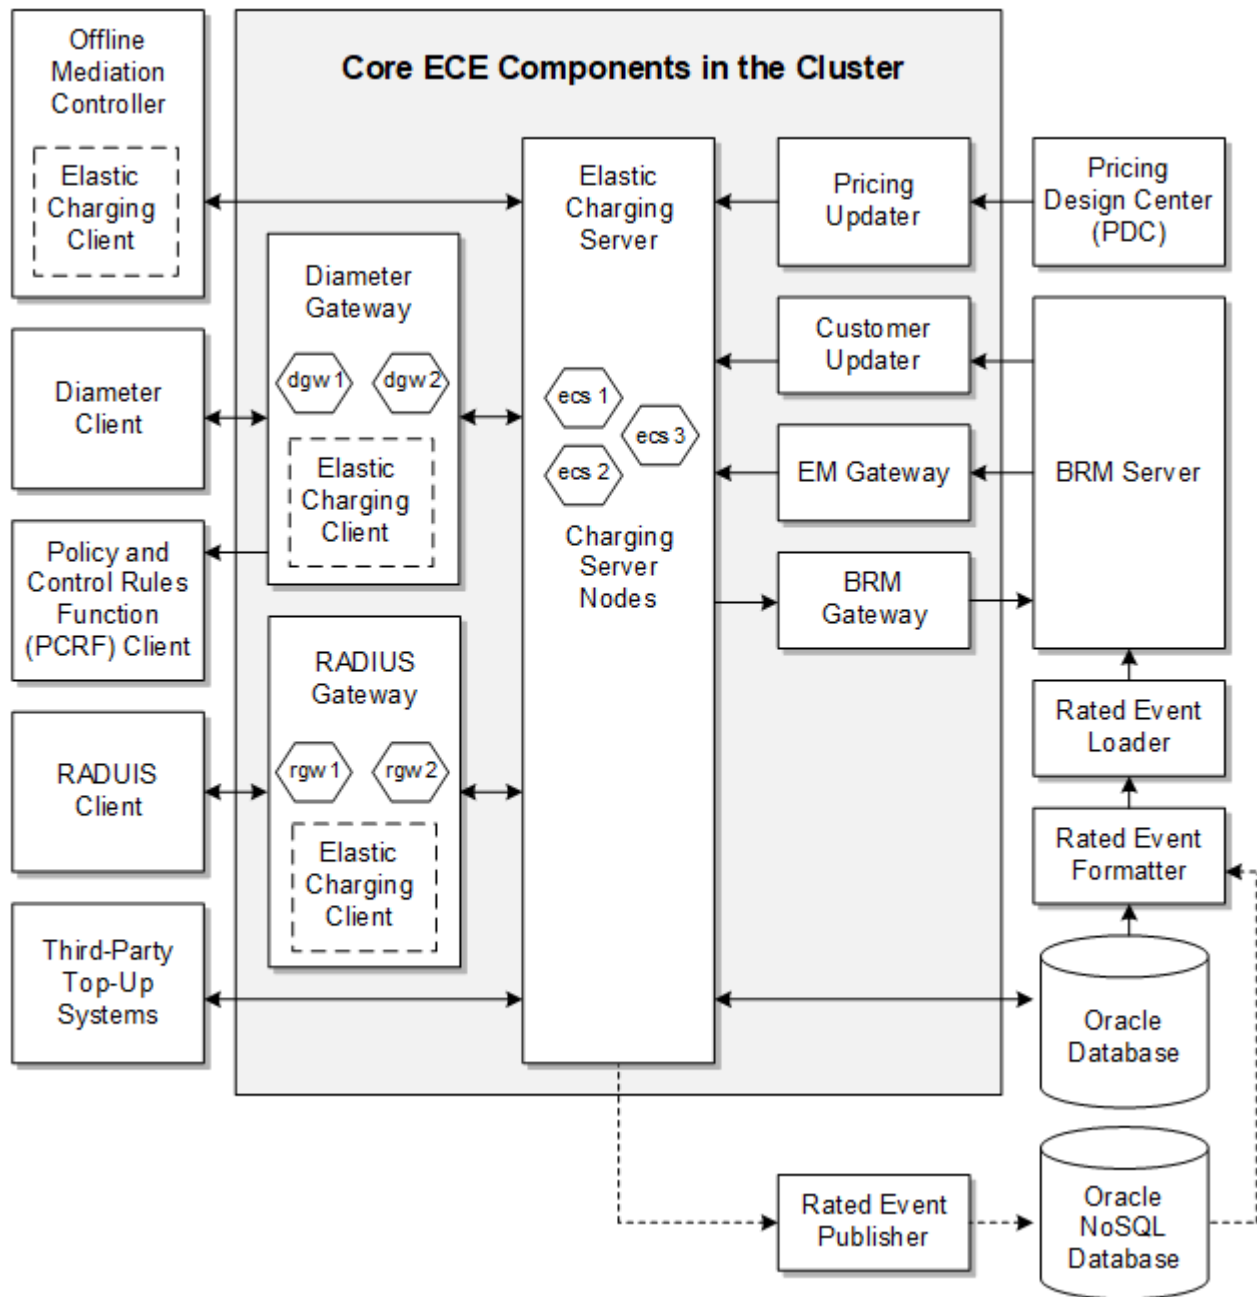 Core ECE Components in the Cluster
Offline
Mediation
Controller
Elastic
Charging
Client
Diameter
Client
Policy and
Control Rules
Function
(PCRF) Client
RADUIS
Client
Third-Party
Top-Up
Systems
Diameter
Gateway
dgw 1
dgw 2
Elastic
Charging
Client
RADIUS
Gateway
rgw 1
rgw 2
Elastic
Charging
Client
Elastic
Charging
Server
ecs 1
ecs 3
ecs 2
Charging
Server
Nodes
Pricing
Updater
Customer
Updater
EM Gateway
BRM
Gateway
Pricing
Design Center
(PDC)
BRM Server
Rated Event
Loader
Rated Event
Formatter
Oracle
Database
Rated Event
Publisher
Oracle
NoSQL
Database